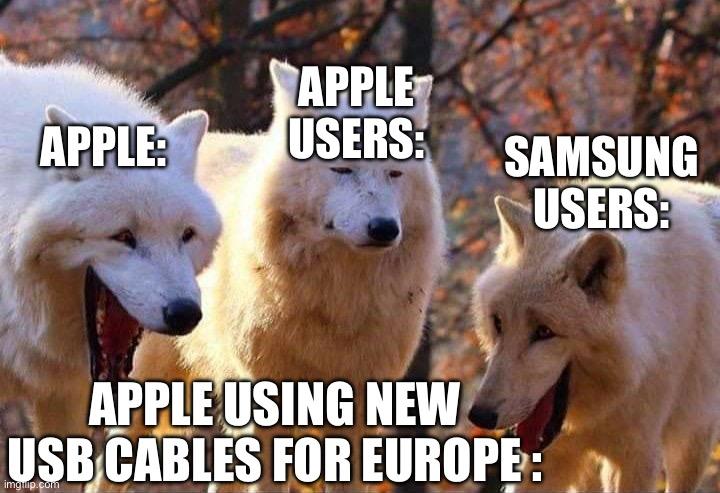 APPLE:
APPLE
USERS:
SAMSUNG
USERS:
APPLE USING NEW
USB CABLES FOR EUROPE :
imgflip.com